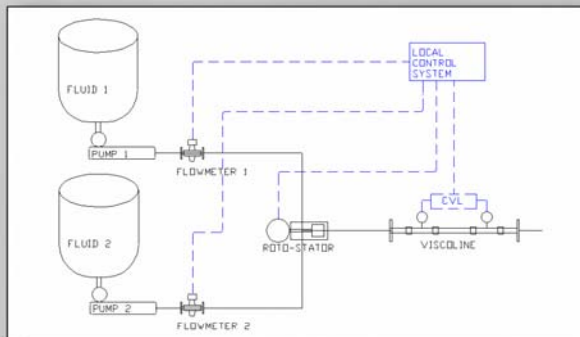 LOCAL
CONTROL
SYSTEM
FLUID 1
PUMP 1
FLOWMETER 1
CVL
FLUID 2
ROTO-STATOR
VISCOLINE
PUMP 2
FLOWMETER 2